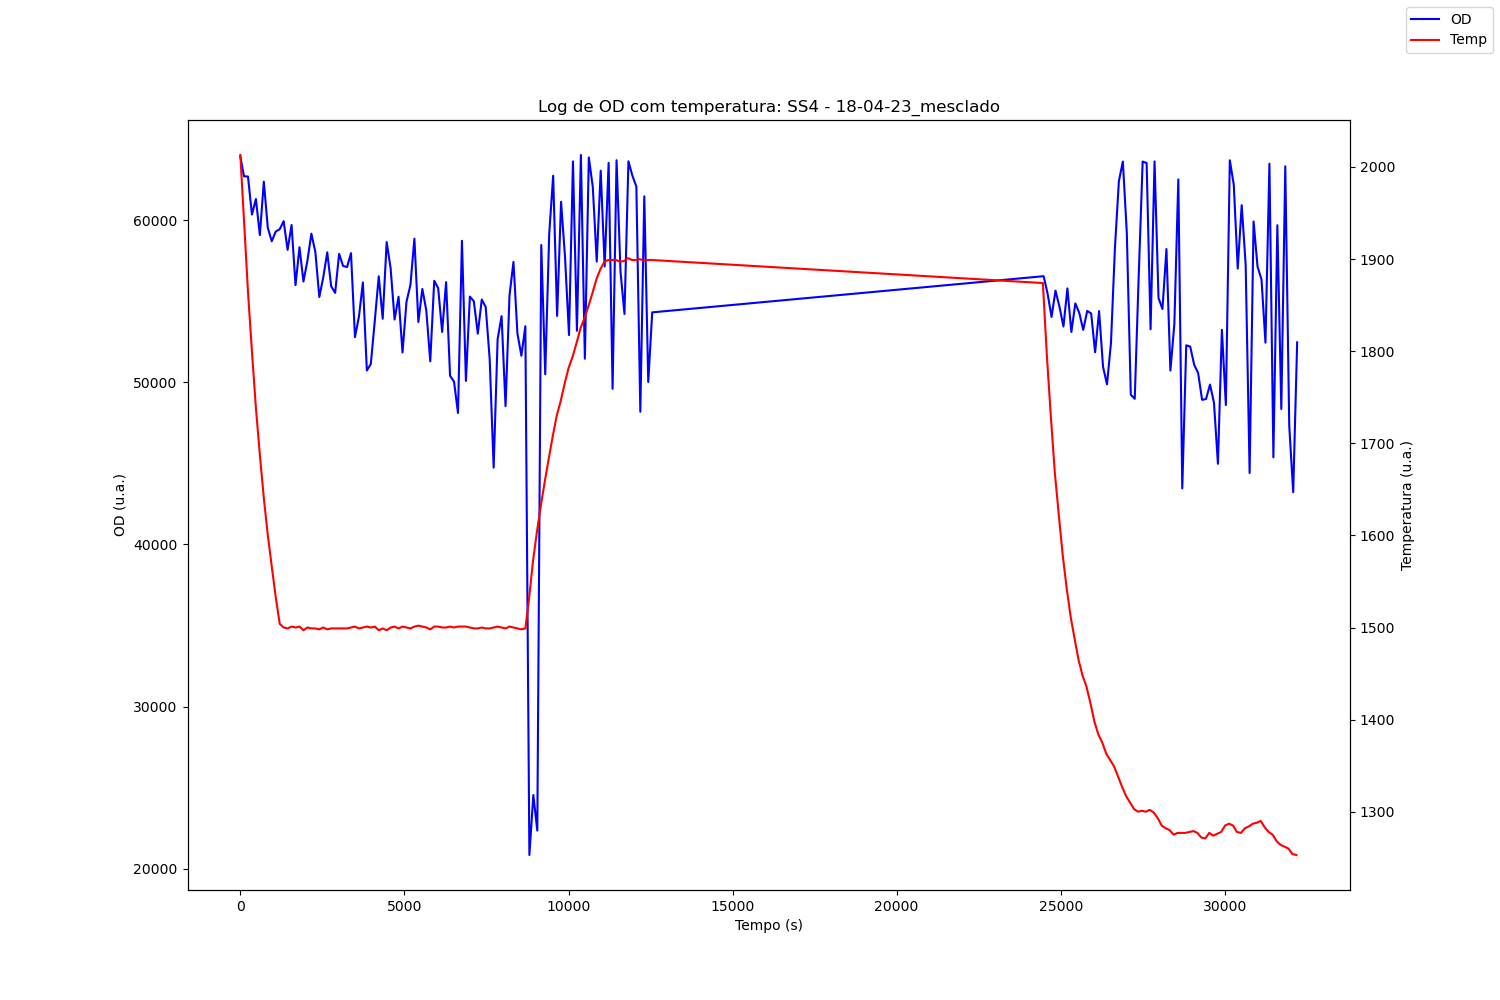 OD
Temp
Log de OD com temperatura: SS4 - 18-04-23_mesclado
60000
50000
40000
30000
20000
OD (u.a.)
2000
1900
1800
1700
1600
1500
1400
1300
Temperatura (u.a.)
0 5000 10000 15000 20000 25000 30000
Tempo (s)